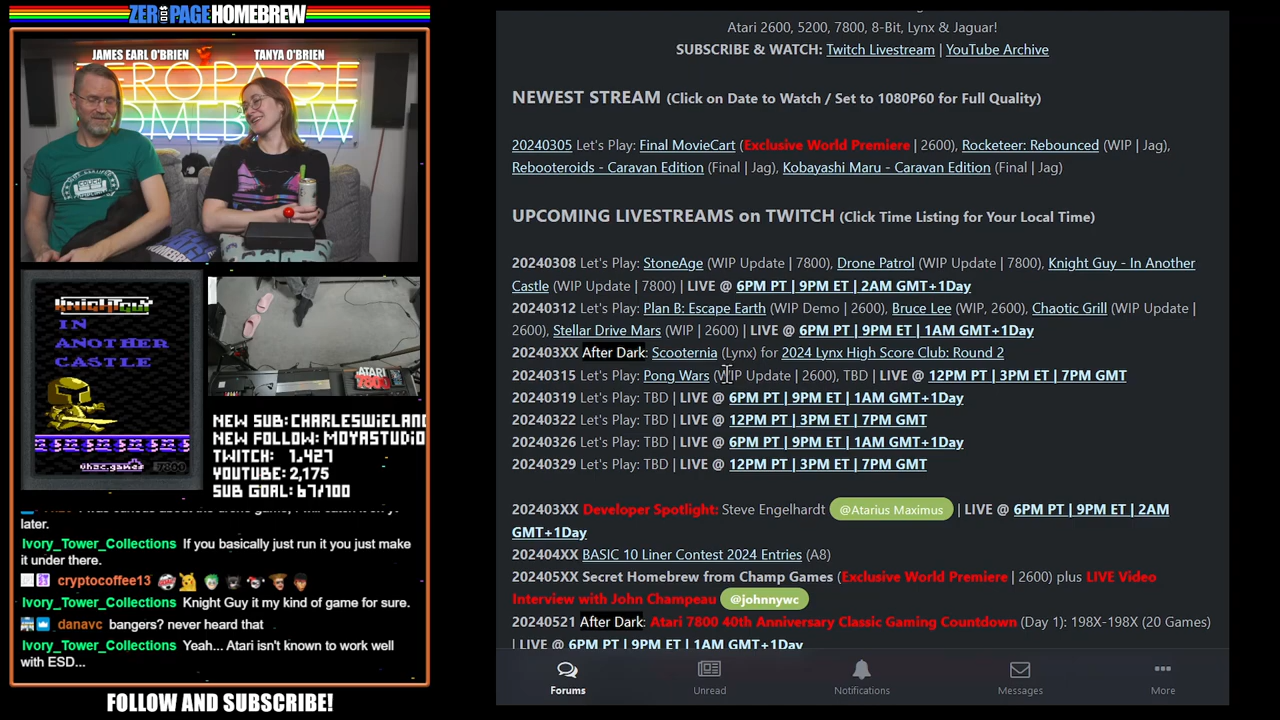 ZEROPAGE HOMEBREW
JAMES EARL O'BRIEN
TANYA O'BRIEN
ZEROPAGE
HOMEBREW
KNIGHTGUY
IN
ANOTHER
CASTLE
7800
ATARI
7800
NEW SUB: CHARLESWIELAND
NEW FOLLOW: MOYASTUDIO
TWITCH: 1,427
YOUTUBE: 2,175
SUB GOAL: 67/100
later.
Ivory_Tower_Collections If you basically just run it you just make
it under there.
cryptocoffee13
Ivory_Tower_Collections Knight Guy it my kind of game for sure.
danavc bangers? never heard that
Ivory_Tower_Collections Yeah... Atari isn't known to work well
with ESD...
FOLLOW AND SUBSCRIBE!
Atari 2600, 5200, 7800, 8-Bit, Lynx & Jaguar!
SUBSCRIBE & WATCH: Twitch Livestream | YouTube Archive
NEWEST STREAM (Click on Date to Watch / Set to 1080P60 for Full Quality)
20240305 Let's Play: Final MovieCart (Exclusive World Premiere | 2600), Rocketeer: Rebounced (WIP | Jag),
Rebooteroids - Caravan Edition (Final | Jag), Kobayashi Maru - Caravan Edition (Final | Jag)
UPCOMING LIVESTREAMS on TWITCH (Click Time Listing for Your Local Time)
20240308 Let's Play: StoneAge (WIP Update | 7800), Drone Patrol (WIP Update | 7800), Knight Guy - In Another
Castle (WIP Update | 7800) | LIVE @ 6PM PT | 9PM ET | 2AM GMT+1Day
20240312 Let's Play: Plan B: Escape Earth (WIP Demo | 2600), Bruce Lee (WIP, 2600), Chaotic Grill (WIP Update |
2600), Stellar Drive Mars (WIP | 2600) | LIVE @ 6PM PT | 9PM ET | 1AM GMT+1Day
202403XX After Dark: Scooternia (Lynx) for 2024 Lynx High Score Club: Round 2
20240315 Let's Play: Pong Wars (WIP Update | 2600), TBD | LIVE @ 12PM PT | 3PM ET | 7PM GMT
20240319 Let's Play: TBD | LIVE @ 6PM PT | 9PM ET | 1AM GMT+1Day
20240322 Let's Play: TBD | LIVE @ 12PM PT | 3PM ET | 7PM GMT
20240326 Let's Play: TBD | LIVE @ 6PM PT | 9PM ET | 1AM GMT+1Day
20240329 Let's Play: TBD | LIVE @ 12PM PT | 3PM ET | 7PM GMT
202403XX Developer Spotlight: Steve Engelhardt @Atarius Maximus | LIVE @ 6PM PT | 9PM ET | 2AM
GMT+1Day
202404XX BASIC 10 Liner Contest 2024 Entries (A8)
202405XX Secret Homebrew from Champ Games (Exclusive World Premiere | 2600) plus LIVE Video
Interview with John Champeau @johnnywc
20240521 After Dark: Atari 7800 40th Anniversary Classic Gaming Countdown (Day 1): 198X-198X (20 Games)
| LIVE @ 6PM PT | 9PM ET | 1AM GMT+1Day
Forums
Unread
Notifications
Messages
More